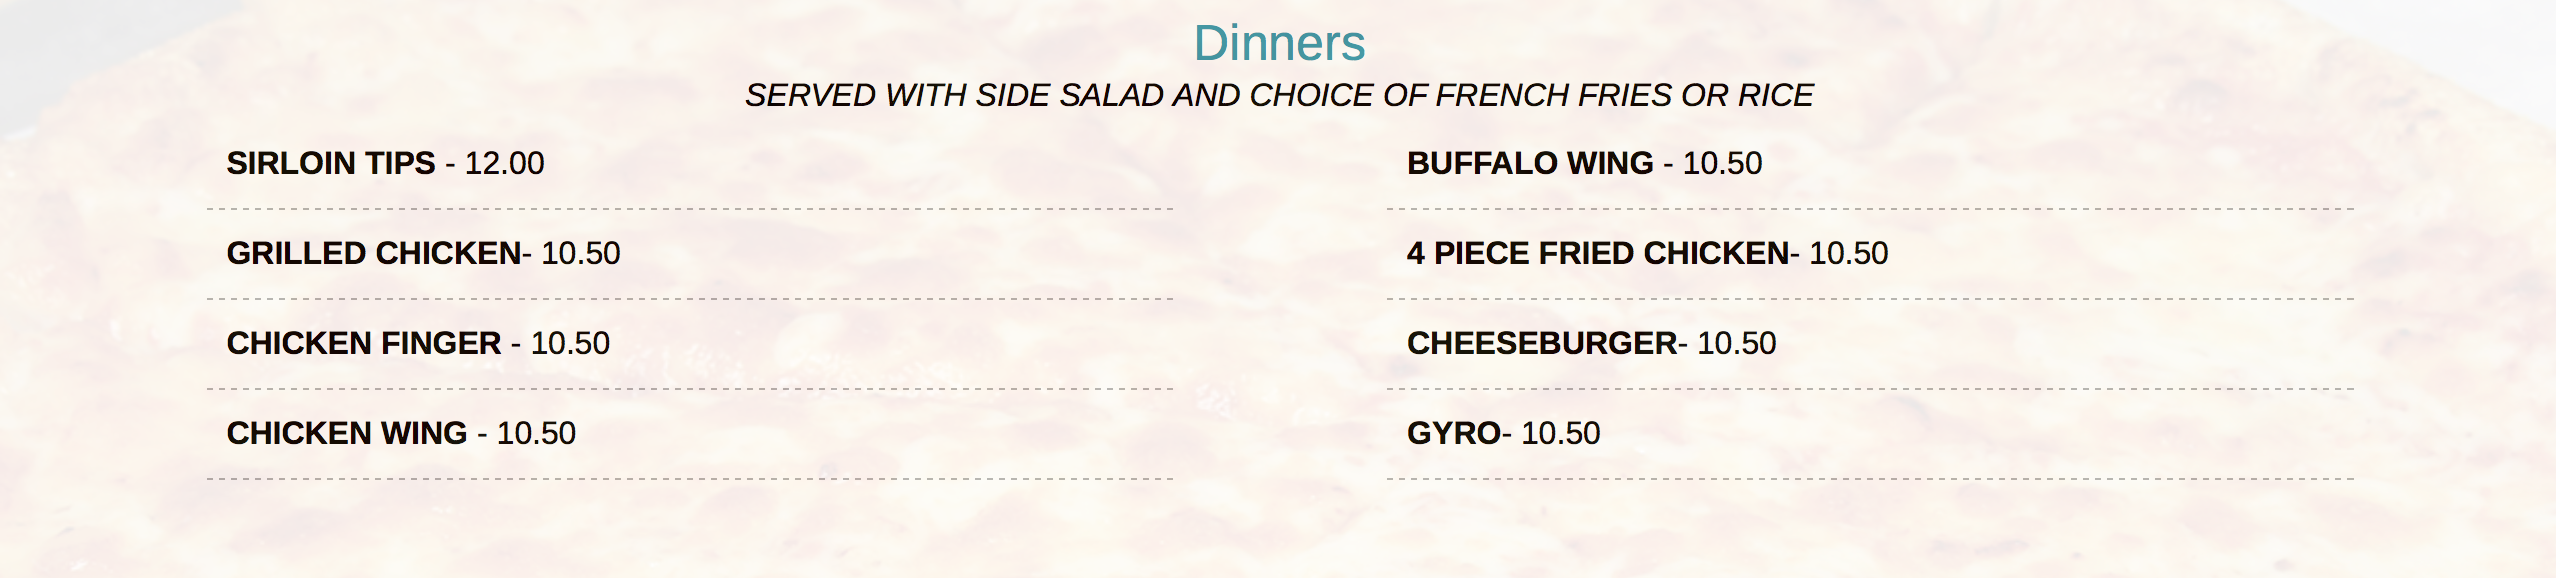 Dinners
SERVED WITH SIDE SALAD AND CHOICE OF FRENCH FRIES OR RICE
SIRLOIN TIPS - 12.00
GRILLED CHICKEN- 10.50
CHICKEN FINGER - 10.50
CHICKEN WING - 10.50
BUFFALO WING - 10.50
4 PIECE FRIED CHICKEN- 10.50
CHEESEBURGER- 10.50
GYRO- 10.50